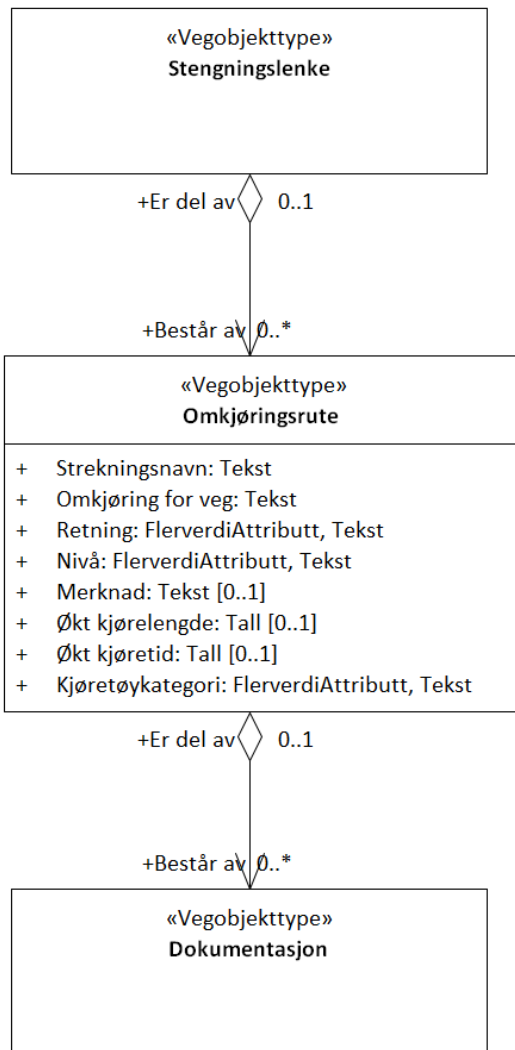 «Vegobjekttype»
Stengningslenke
+Er del av 0..1
+Består av 0..*
«Vegobjekttype»
Omkjøringsrute
+ Strekningsnavn: Tekst
+ Omkjøring for veg: Tekst
+ Retning: FlerverdiAttributt, Tekst
+ Nivå: FlerverdiAttributt, Tekst
+ Merknad: Tekst [0..1]
+ Økt kjørelengde: Tall [0..1]
+ Økt kjøretid: Tall [0..1]
+ Kjøretøykategori: FlerverdiAttributt, Tekst
+Er del av 0..1
+Består av 0..*
«Vegobjekttype»
Dokumentasjon